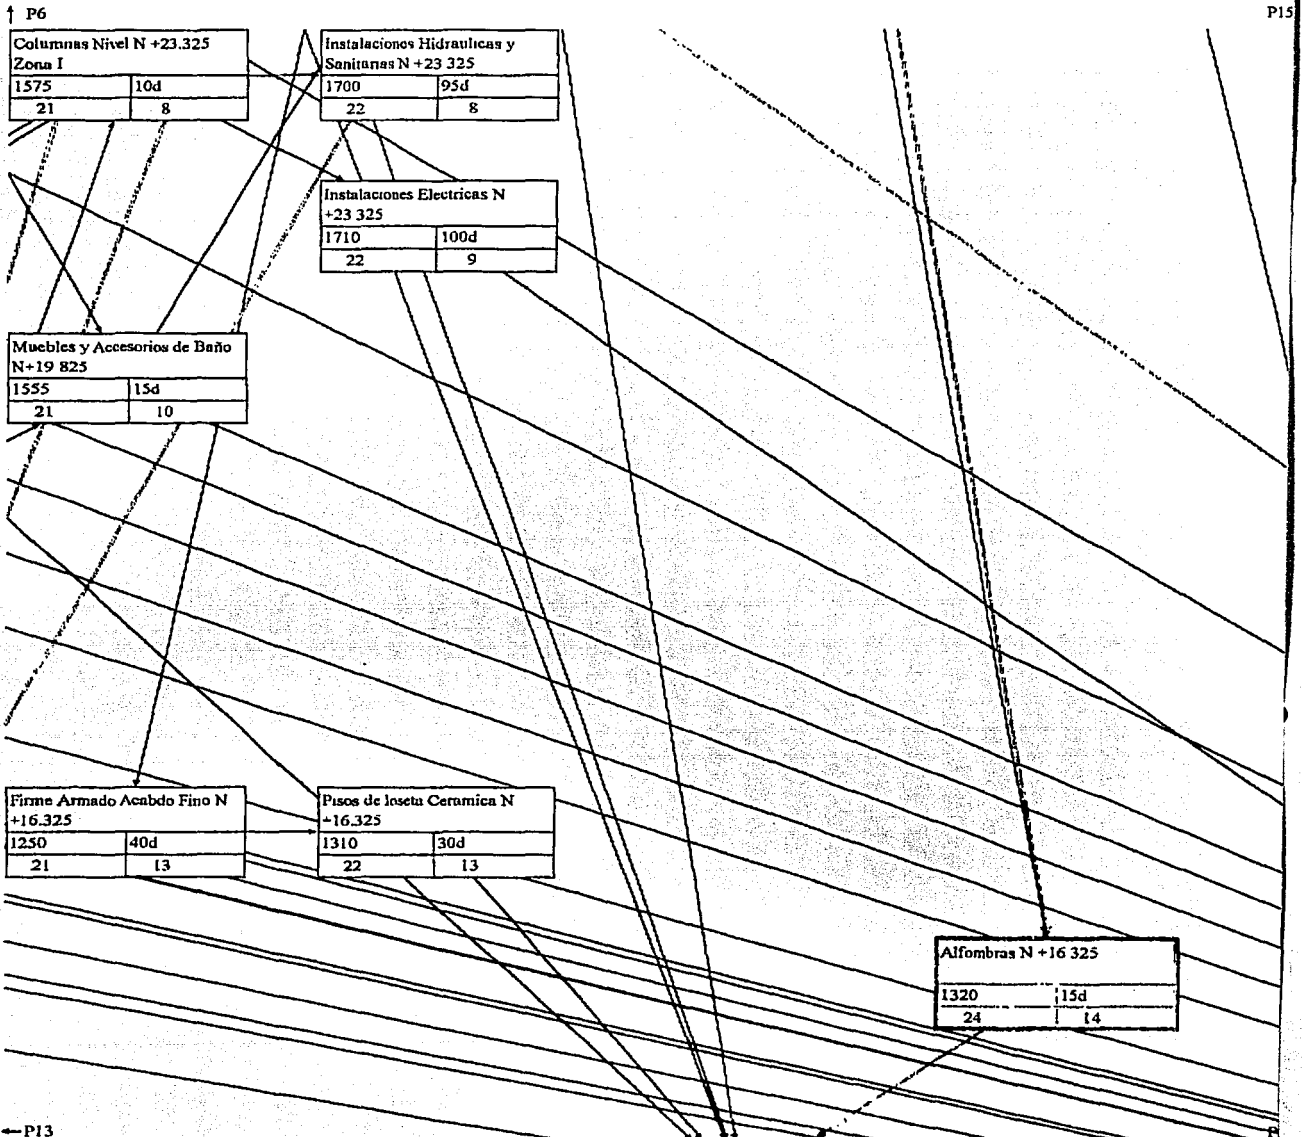 P6
P15
Columnas Nivel N +23.325
Zona I
1575 10d
21 8
Instalaciones Hidraulicas y
Sanitarias N +23 325
1700 95d
22 8
Instalaciones Electricas N
+23 325
1710 100d
22 9
Muebles y Accesorios de Baño
N+19 825
1555 15d
21 10
Firme Armado Acabdo Fino N
+16.325
1250 40d
21 13
Pisos de loseta Ceramica N
+16.325
1310 30d
22 13
Alfombras N +16 325
1320 15d
24 14
P13
P